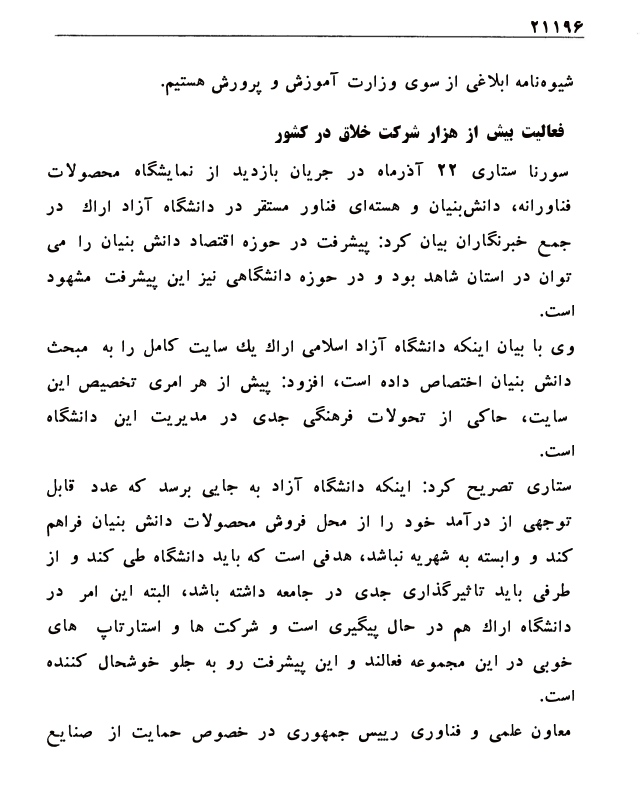 ۲۱۱۹۶
شیوه‌نامه ابلاغی از سوی وزارت آموزش و پرورش هستیم.
فعالیت بیش از هزار شرکت خلاق در کشور
سورنا ستاری ۲۲ آذرماه در جریان بازدید از نمایشگاه محصولات
فناورانه، دانش‌بنیان و هسته‌ای فناور مستقر در دانشگاه آزاد اراك در
جمع خبرنگاران بیان کرد: پیشرفت در حوزه اقتصاد دانش بنیان را می
توان در استان شاهد بود و در حوزه دانشگاهی نیز این پیشرفت مشهود
است.
وی با بیان اینکه دانشگاه آزاد اسلامی اراك یك سایت کامل را به مبحث
دانش بنیان اختصاص داده است، افزود: پیش از هر امری تخصیص این
سایت، حاکی از تحولات فرهنگی جدی در مدیریت این دانشگاه
است.
ستاری تصریح کرد: اینکه دانشگاه آزاد به جایی برسد که عدد قابل
توجهی از درآمد خود را از محل فروش محصولات دانش بنیان فراهم
کند و وابسته به شهریه نباشد، هدفی است که باید دانشگاه طی کند و از
طرفی باید تاثیرگذاری جدی در جامعه داشته باشد، البته این امر در
دانشگاه اراك هم در حال پیگیری است و شرکت ها و استارتاپ های
خوبی در این مجموعه فعالند و این پیشرفت رو به جلو خوشحال کننده
است.
معاون علمی و فناوری رییس جمهوری در خصوص حمایت از صنایع